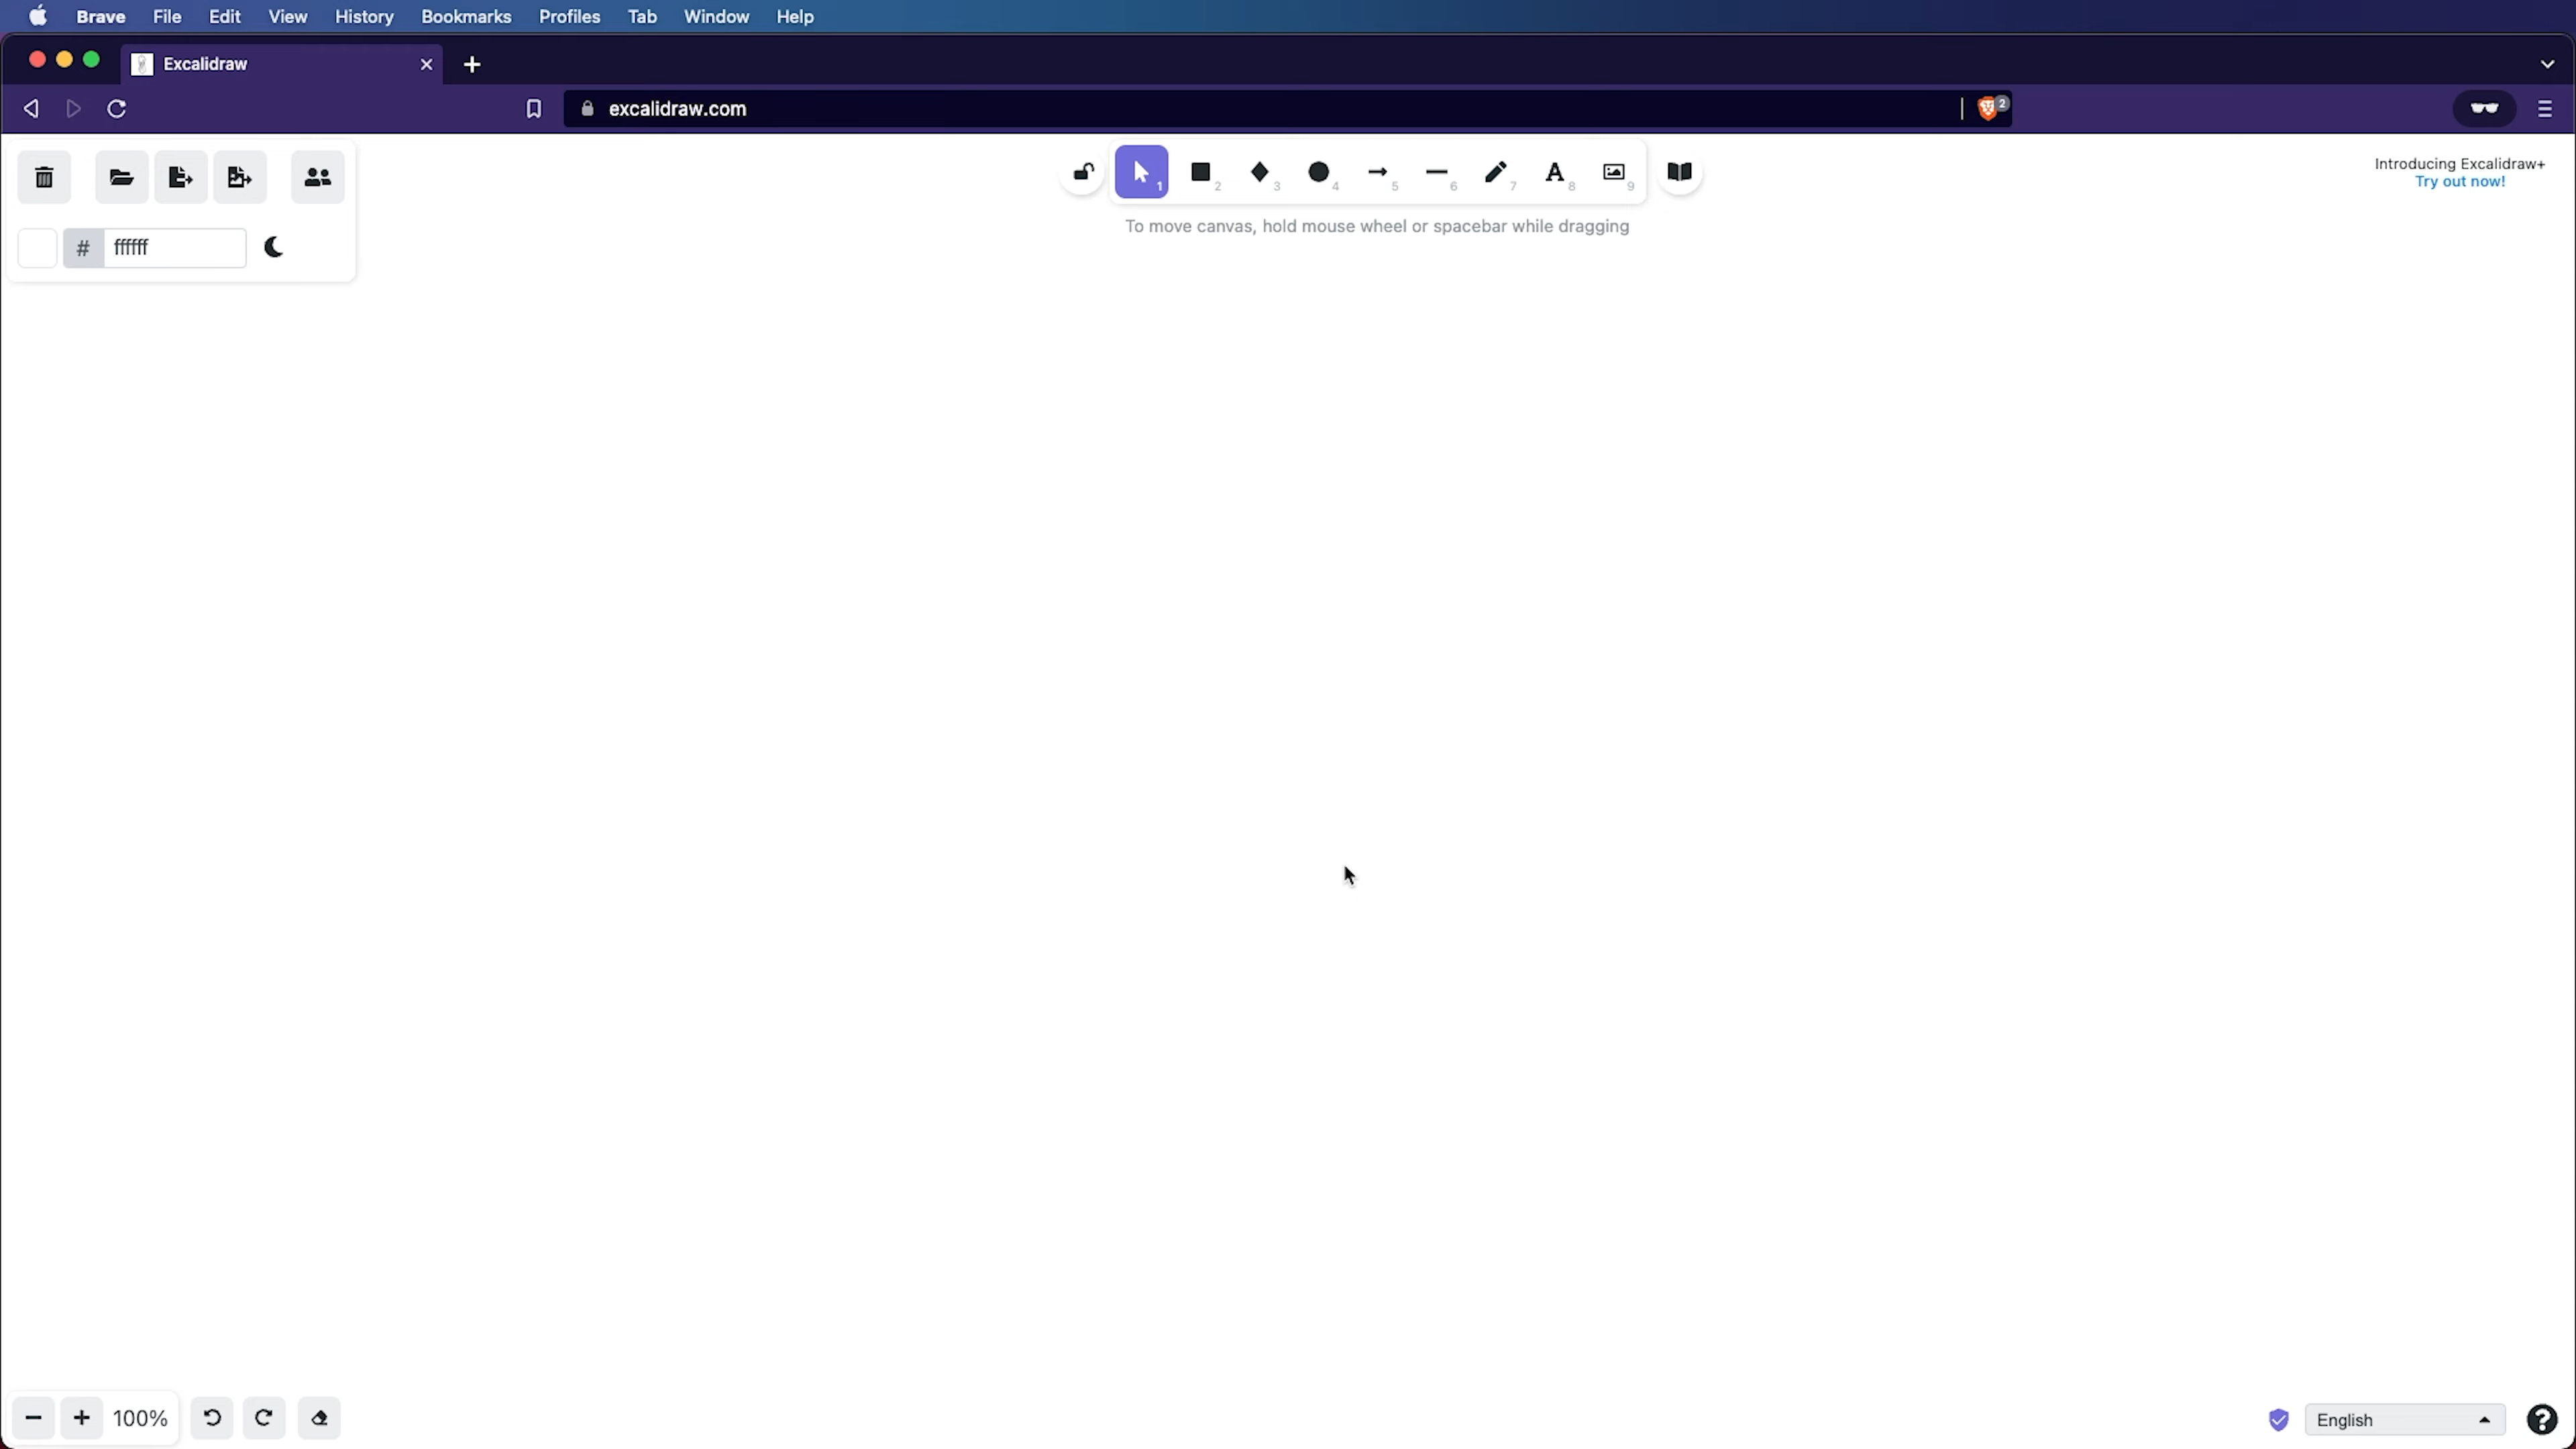 Brave File Edit View History Bookmarks Profiles Tab Window Help
Excalidraw
excalidraw.com
2
1 2 3 4 5 6 7 A 8 9
Introducing Excalidraw+
Try out now!
To move canvas, hold mouse wheel or spacebar while dragging
# ffffff
100%
English